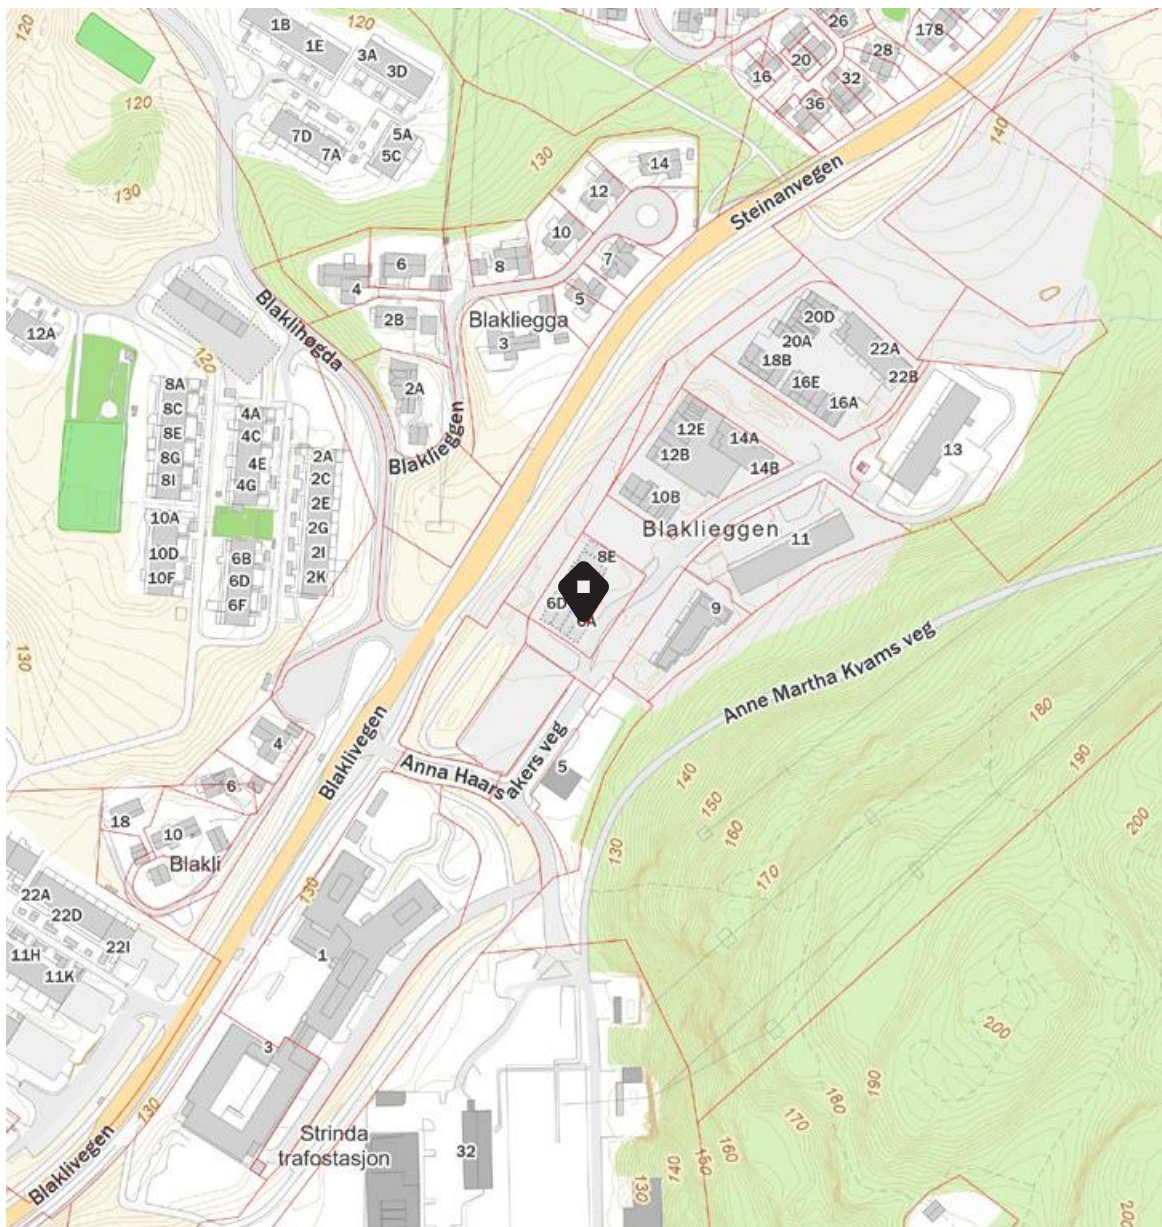 120
1B
1E
120
3A
3D
26
178
20
28
16
32
36
120
7D
7A
5A
5C
130
130
14
12
140
Steinanvegen
10
8
6
7
4
5
2B
Blakliegga
3
Blaklihøgda
12A
120
20D
20A
22A
18B
22B
16E
16A
2A
8A
8C
8E
8G
8I
4A
4C
4E
4G
2A
2C
2E
2G
2I
2K
Blaklieggen
12E
12B
14A
14B
13
10B
Blaklieggen
11
10A
10D
10F
6B
6D
6F
8E
6D
6A
9
130
Anne Martha Kvams veg
180
190
Blaklivegen
4
6
Anna Haarsakers veg
5
140
150
160
170
200
130
18
10
Blakli
130
22A
22D
22I
11H
11K
1
3
200
130
Blaklivegen
Strinda
trafostasjon
32
190
180
170
160
150
140
130
200